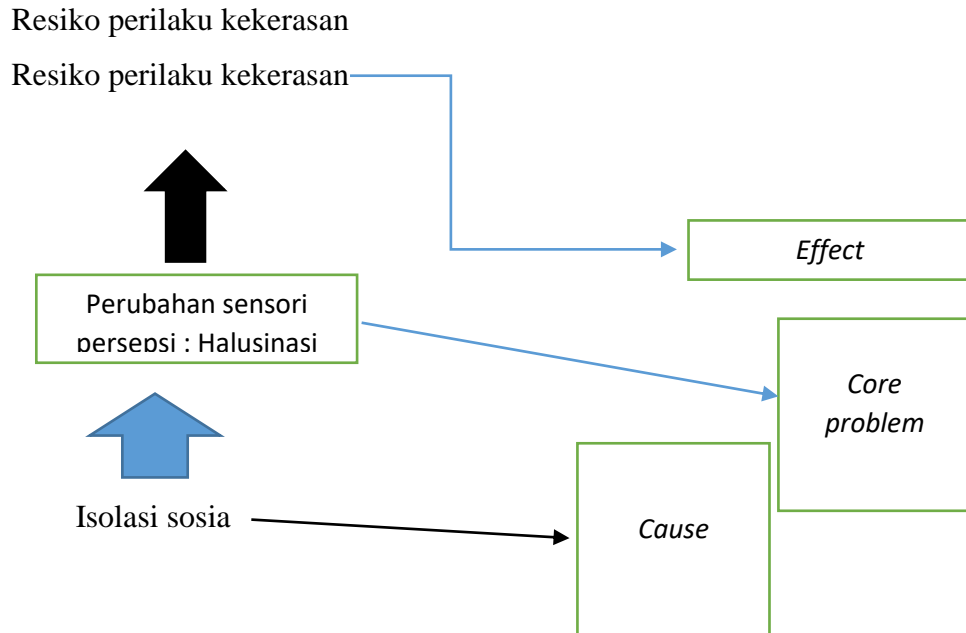 Resiko perilaku kekerasan
Resiko perilaku kekerasan
Effect
Perubahan sensori
persepsi : Halusinasi
Core
problem
Isolasi sosia
Cause